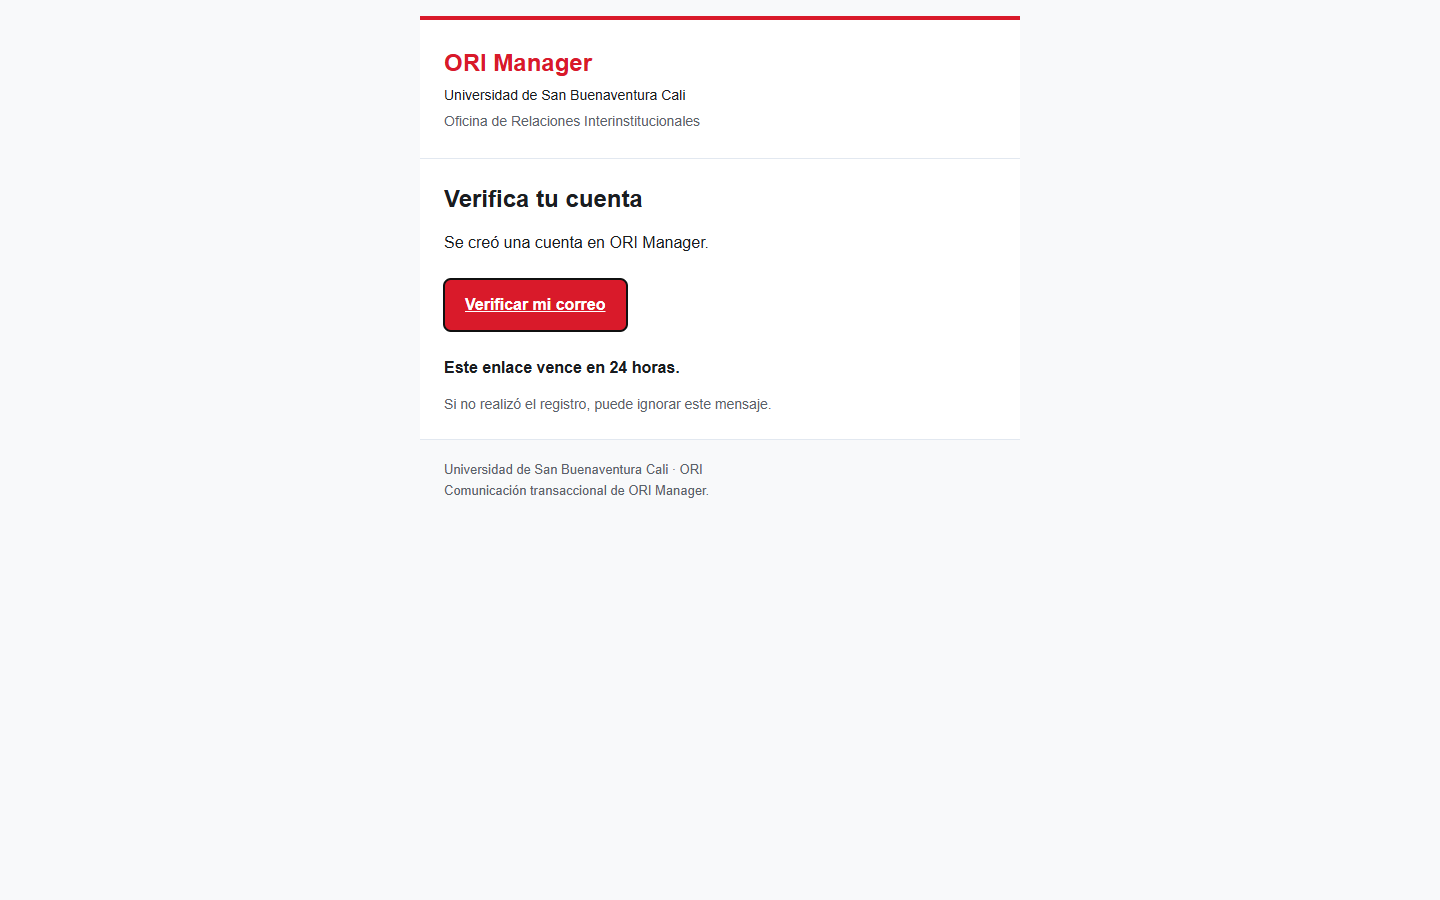 ORI Manager
Universidad de San Buenaventura Cali
Oficina de Relaciones Interinstitucionales
Verifica tu cuenta
Se creó una cuenta en ORI Manager.
Verificar mi correo
Este enlace vence en 24 horas.
Si no realizó el registro, puede ignorar este mensaje.
Universidad de San Buenaventura Cali · ORI
Comunicación transaccional de ORI Manager.